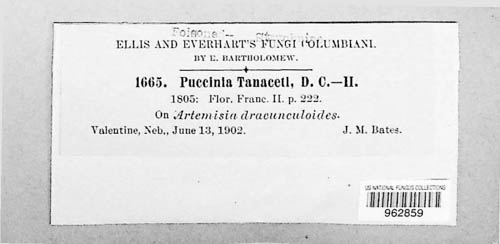 ELLIS AND EVERHART'S FUNGI COLUMBIANI.
BY E. BARTHOLOMEW.
1665. Puccinia Tanaceti, D. C.—II.
1805: Flor. Franc. II. p. 222.
On Artemisia dracunculoides.
Valentine, Neb., June 13, 1902. J. M. Bates.
US NATIONAL FUNGUS COLLECTIONS
962859